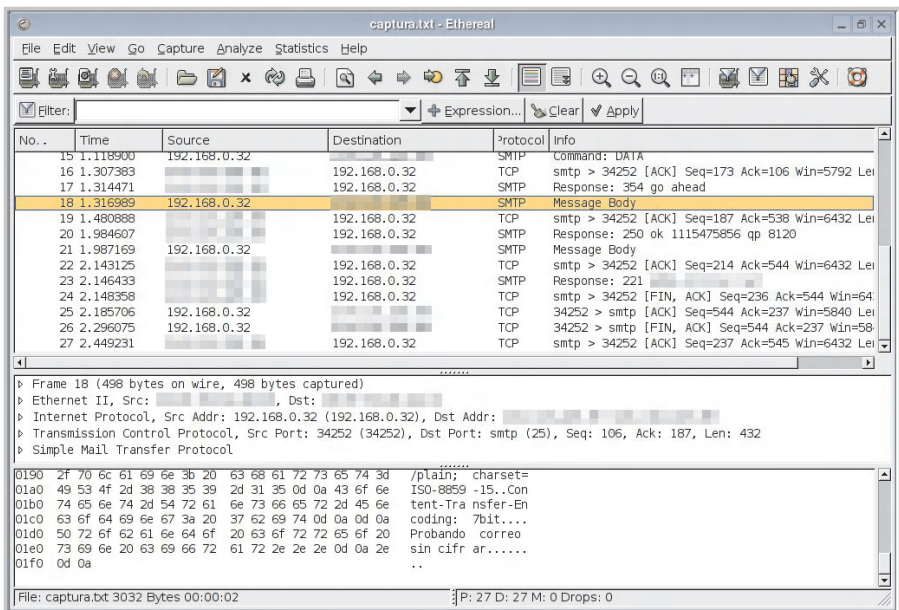 captura.txt - Ethereal
File Edit View Go Capture Analyze Statistics Help
Filter: Expression... Clear Apply
No. . Time Source Destination Protocol Info
15 1.118900 192.168.0.32 SMTP Command: DATA
16 1.307383 192.168.0.32 TCP smtp > 34252 [ACK] Seq=173 Ack=106 Win=5792 Le
17 1.314471 192.168.0.32 SMTP Response: 354 go ahead
18 1.316989 192.168.0.32 SMTP Message Body
19 1.480888 192.168.0.32 TCP smtp > 34252 [ACK] Seq=187 Ack=538 Win=6432 Le
20 1.984607 192.168.0.32 SMTP Response: 250 ok 1115475856 qp 8120
21 1.987169 192.168.0.32 SMTP Message Body
22 2.143125 192.168.0.32 TCP smtp > 34252 [ACK] Seq=214 Ack=544 Win=6432 Le
23 2.146433 192.168.0.32 SMTP Response: 221
24 2.148358 192.168.0.32 TCP smtp > 34252 [FIN, ACK] Seq=236 Ack=544 Win=64
25 2.185706 192.168.0.32 TCP 34252 > smtp [ACK] Seq=544 Ack=237 Win=5840 Le
26 2.296075 192.168.0.32 TCP 34252 > smtp [FIN, ACK] Seq=544 Ack=237 Win=58
27 2.449231 192.168.0.32 TCP smtp > 34252 [ACK] Seq=237 Ack=545 Win=6432 Le
Frame 18 (498 bytes on wire, 498 bytes captured)
Ethernet II, Src: , Dst:
Internet Protocol, Src Addr: 192.168.0.32 (192.168.0.32), Dst Addr:
Transmission Control Protocol, Src Port: 34252 (34252), Dst Port: smtp (25), Seq: 106, Ack: 187, Len: 432
Simple Mail Transfer Protocol
0190 2f 70 6c 61 69 6e 3b 20 63 68 61 72 73 65 74 3d /plain; charset=
01a0 49 53 4f 2d 38 38 35 39 2d 31 35 0d 0a 43 6f 6e ISO-8859 -15..Con
01b0 74 65 6e 74 2d 54 72 61 6e 73 66 65 72 2d 45 6e tent-Tra nsfer-En
01c0 63 6f 64 69 6e 67 3a 20 37 62 69 74 0d 0a 0d 0a coding: 7bit....
01d0 50 72 6f 62 61 6e 64 6f 20 63 6f 72 72 65 6f 20 Probando correo
01e0 73 69 6e 20 63 69 66 72 61 72 2e 2e 2e 0d 0a 2e sin cifr ar......
01f0 0d 0a ..
File: captura.txt 3032 Bytes 00:00:02 P: 27 D: 27 M: 0 Drops: 0